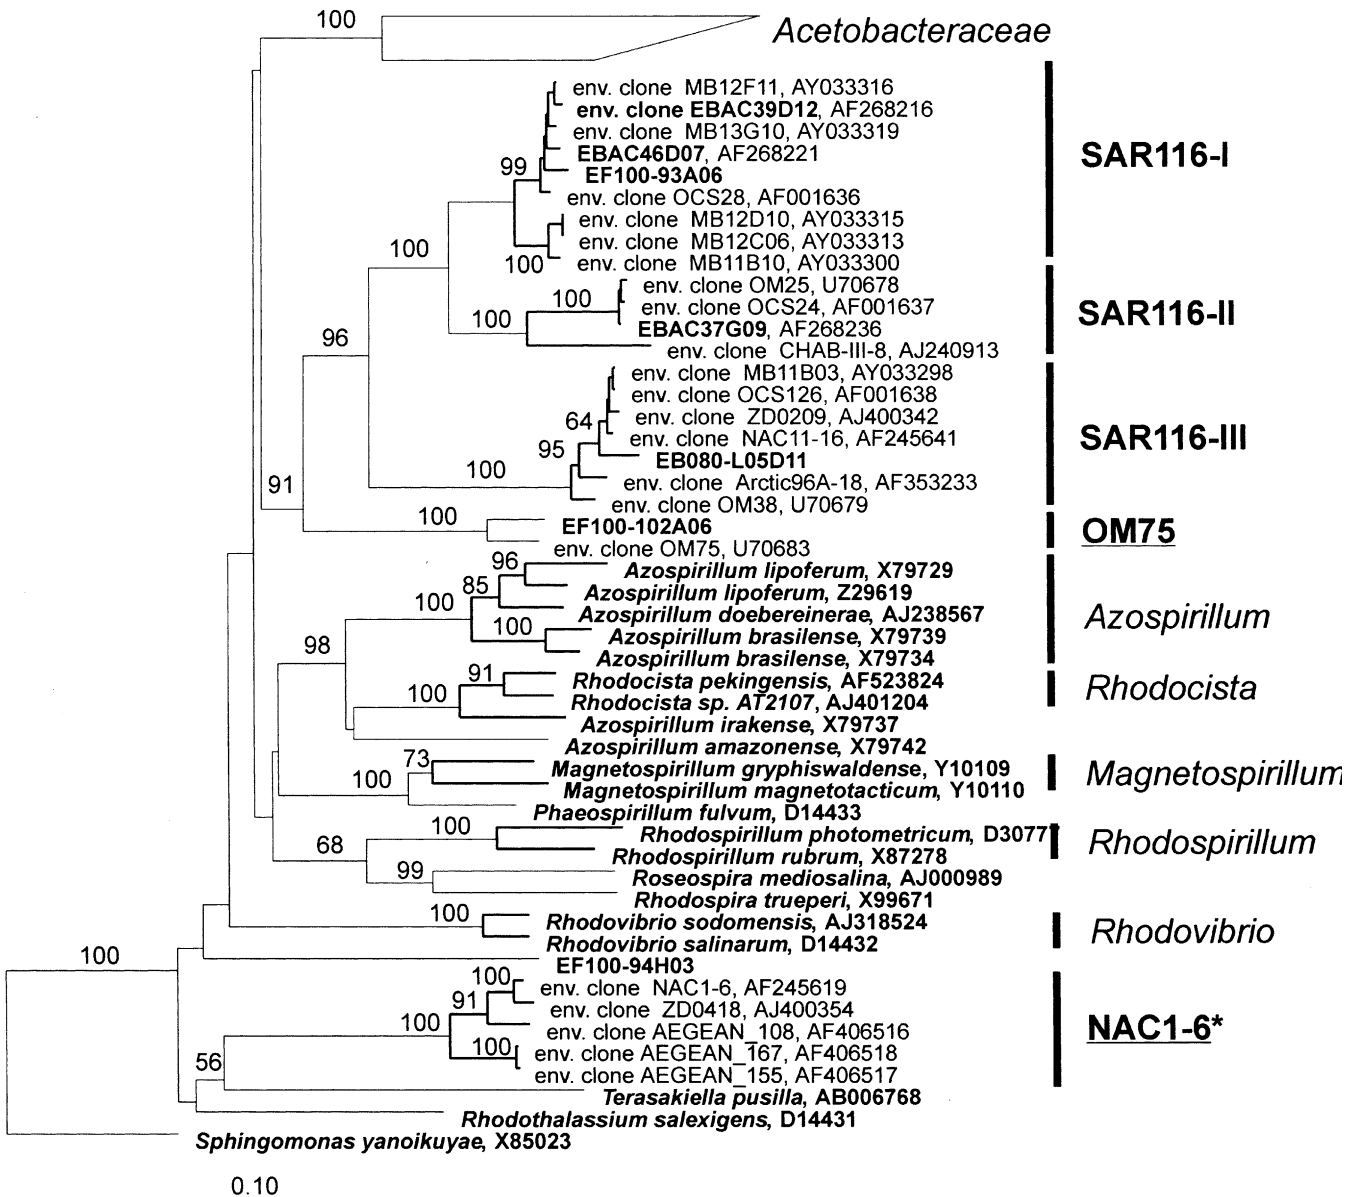 100
Acetobacteraceae
env. clone MB12F11, AY033316
env. clone EBAC39D12, AF268216
env. clone MB13G10, AY033319
EBAC46D07, AF268221
99
SAR116-I
EF100-93A06
env. clone OCS28, AF001636
env. clone MB12D10, AY033315
env. clone MB12C06, AY033313
100
100
env. clone MB11B10, AY033300
env. clone OM25, U70678
100
env. clone OCS24, AF001637
SAR116-II
100
EBAC37G09, AF268236
96
env. clone CHAB-III-8, AJ240913
env. clone MB11B03, AY033298
env. clone OCS126, AF001638
64
env. clone ZD0209, AJ400342
env. clone NAC11-16, AF245641
SAR116-III
95
EB080-L05D11
100
env. clone Arctic96A-18, AF353233
91
env. clone OM38, U70679
100
EF100-102A06
OM75
env. clone OM75, U70683
96
Azospirillum lipoferum, X79729
85
Azospirillum lipoferum, Z29619
100
Azospirillum doebereinerae, AJ238567
Azospirillum
100
Azospirillum brasilense, X79739
98
Azospirillum brasilense, X79734
91
Rhodocista pekingensis, AF523824
Rhodocista
100
Rhodocista sp. AT2107, AJ401204
Azospirillum irakense, X79737
Azospirillum amazonense, X79742
73
Magnetospirillum gryphiswaldense, Y10109
Magnetospirillum
100
Magnetospirillum magnetotacticum, Y10110
Phaeospirillum fulvum, D14433
100
Rhodospirillum photometricum,
Rhodospirillum
68
Rhodospirillum rubrum, X87278
99
Roseospira mediosalina, AJ000989
Rhodospira trueperi, X99671
100
Rhodovibrio sodomensis, AJ318524
Rhodovibrio
Rhodovibrio salinarum, D14432
100
EF100-94H03
100
env. clone NAC1-6, AF245619
91
env. clone ZD0418, AJ400354
100
env. clone AEGEAN_108, AF406516
NAC1-6*
100
env. clone AEGEAN_167, AF406518
56
env. clone AEGEAN_155, AF406517
Terasakiella pusilla, AB006768
Rhodothalassium salexigens, D14431
Sphingomonas yanoikuyae, X85023
0.10